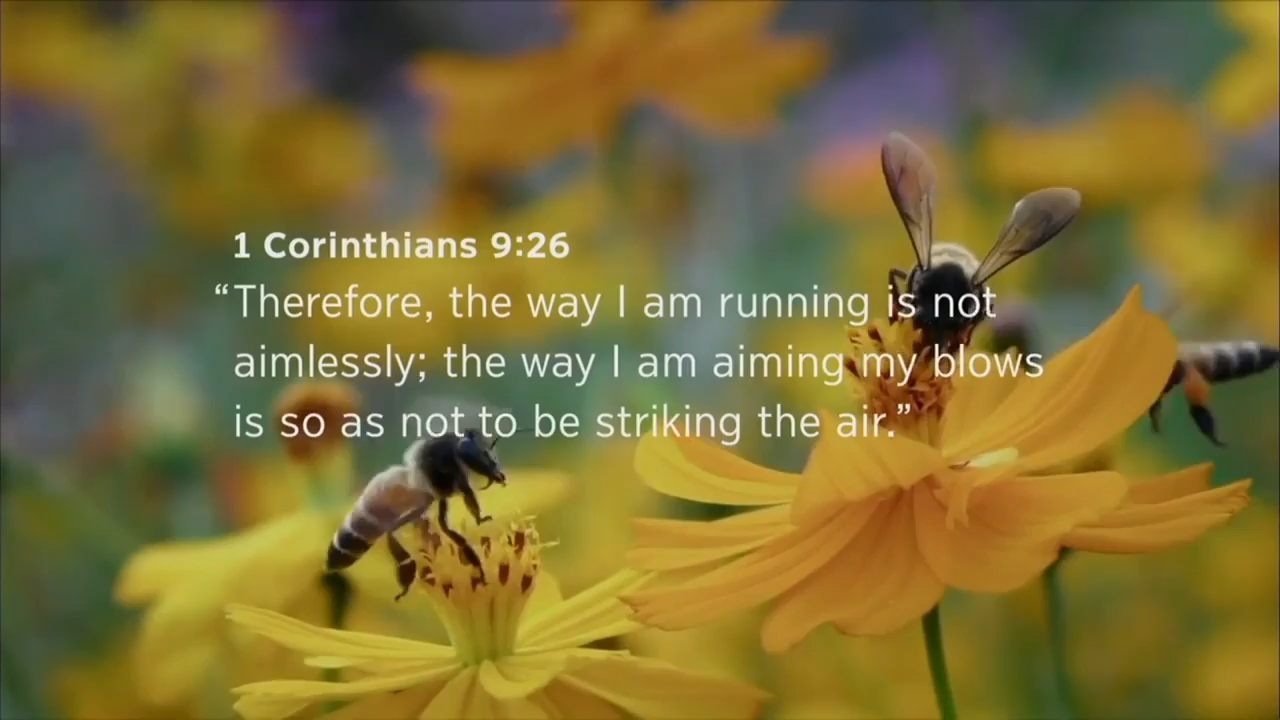 1 Corinthians 9:26
“Therefore, the way I am running is not
aimlessly; the way I am aiming my blows
is so as not to be striking the air.”